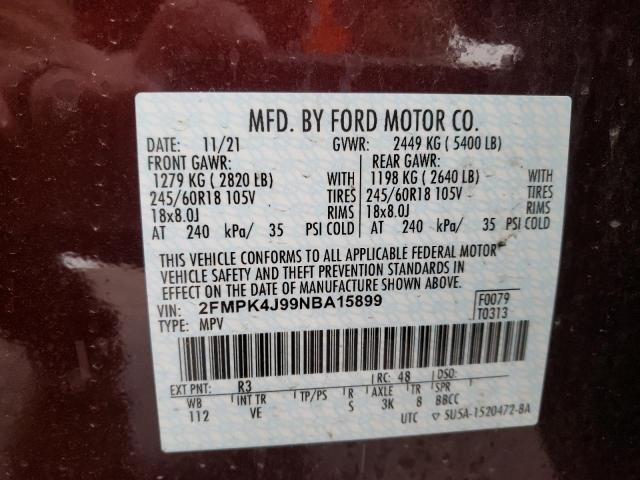 MFD. BY FORD MOTOR CO.
DATE: 11/21 GVWR: 2449 KG ( 5400 LB)
FRONT GAWR: REAR GAWR:
1279 KG ( 2820 LB) WITH 1198 KG ( 2640 LB) WITH
245/60R18 105V TIRES 245/60R18 105V TIRES
18x8.0J RIMS 18x8.0J RIMS
AT 240 kPa/ 35 PSI COLD AT 240 kPa/ 35 PSI COLD
THIS VEHICLE CONFORMS TO ALL APPLICABLE FEDERAL MOTOR
VEHICLE SAFETY AND THEFT PREVENTION STANDARDS IN
EFFECT ON THE DATE OF MANUFACTURE SHOWN ABOVE.
VIN: 2FMPK4J99NBA15899 F0079
TYPE: MPV T0313
EXT PNT: R3 RC: 48 DSO:
WB INT TR TP/PS R AXLE TR SPR
112 VE S 3K 8 BBCC
UTC ▽ SU5A-1520472-BA